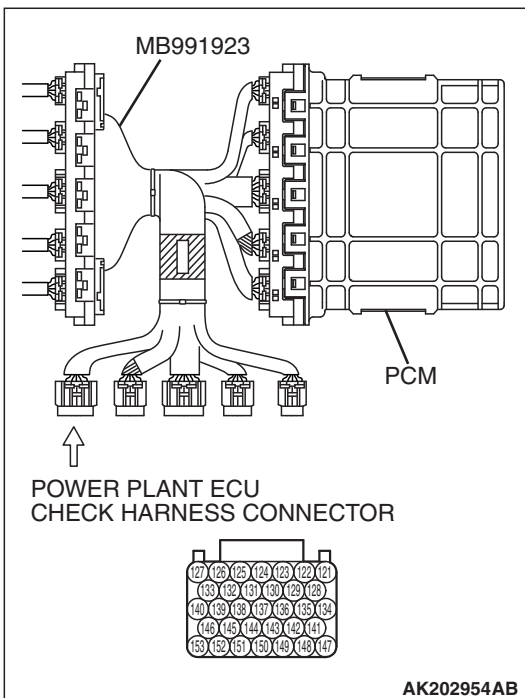 MB991923
PCM
POWER PLANT ECU
CHECK HARNESS CONNECTOR
127 126 125 124 123 122 121
133 132 131 130 129 128
140 139 138 137 136 135 134
146 145 144 143 142 141
153 152 151 150 149 148 147
AK202954AB